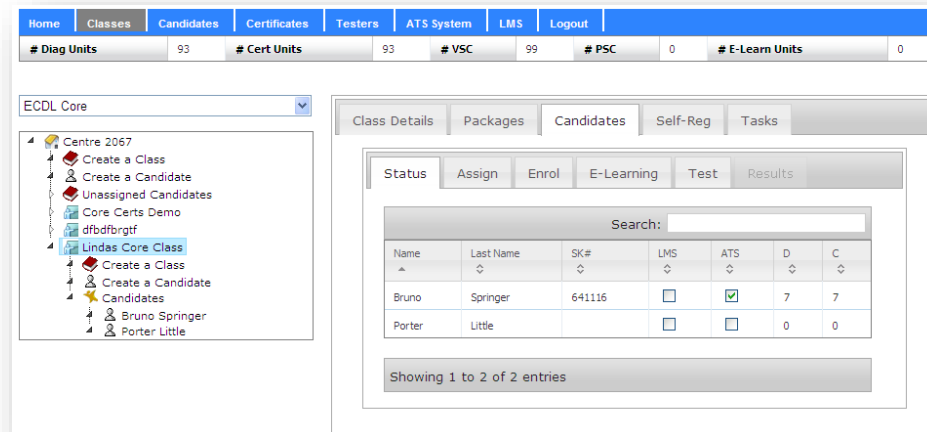 Home Classes Candidates Certificates Testers ATS System LMS Logout
# Diag Units 93 # Cert Units 93 # VSC 99 # PSC 0 # E-Learn Units 0
ECDL Core
Centre 2067
Create a Class
Create a Candidate
Unassigned Candidates
Core Certs Demo
dfbdfbrgtf
Lindas Core Class
Create a Class
Create a Candidate
Candidates
Bruno Springer
Porter Little
Class Details Packages Candidates Self-Reg Tasks
Status Assign Enrol E-Learning Test Results
Search:
Name Last Name SK# LMS ATS D C
Bruno Springer 641116 7 7
Porter Little 0 0
Showing 1 to 2 of 2 entries